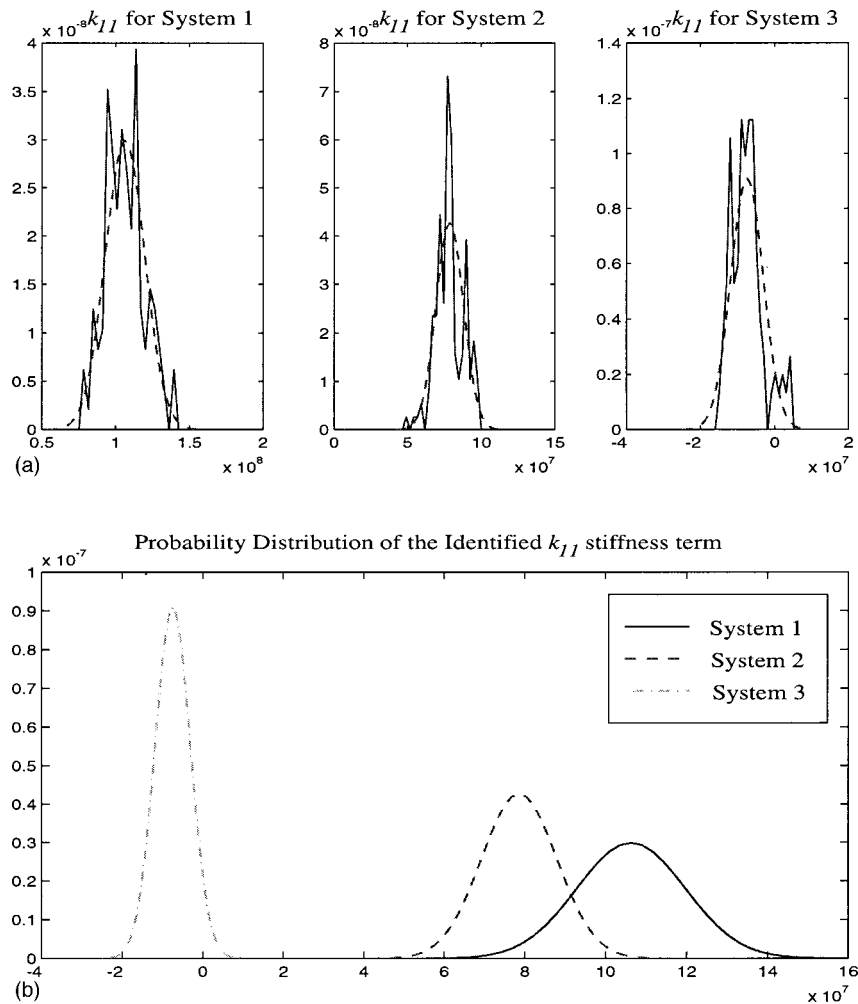 k11 for System 1
x 10^-8
4
3.5
3
2.5
2
1.5
1
0.5
0
0.5 1 1.5 2
x 10^8
k11 for System 2
x 10^-8
8
7
6
5
4
3
2
1
0
0 5 10 15
x 10^7
k11 for System 3
x 10^-7
1.4
1.2
1
0.8
0.6
0.4
0.2
0
-4 -2 0 2
x 10^7
(a)
Probability Distribution of the Identified k11 stiffness term
x 10^-7
1
0.9
0.8
0.7
0.6
0.5
0.4
0.3
0.2
0.1
0
-4 -2 0 2 4 6 8 10 12 14 16
x 10^7
System 1
System 2
System 3
(b)